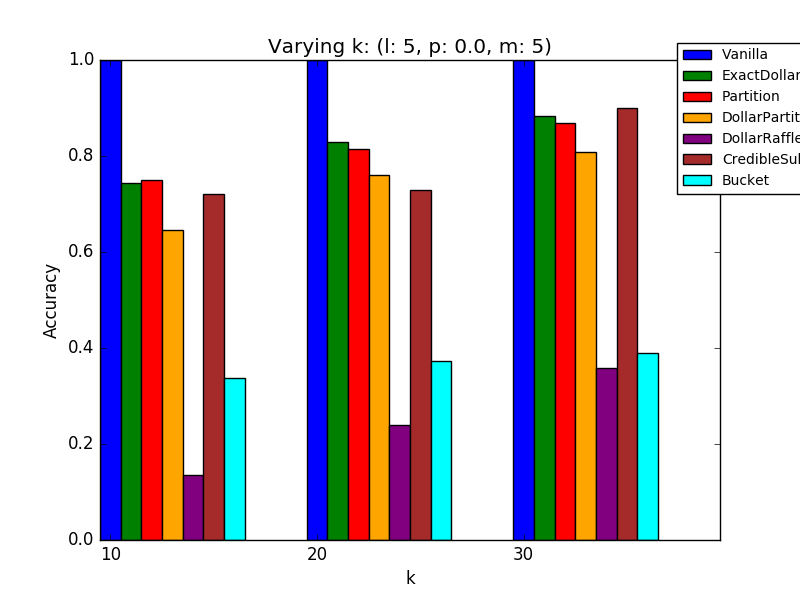 Varying k: (l: 5, p: 0.0, m: 5)
Vanilla
ExactDollar
Partition
DollarPartit
DollarRaffle
CredibleSu
Bucket
1.0
0.8
0.6
0.4
0.2
0.0
Accuracy
10 20 30
k